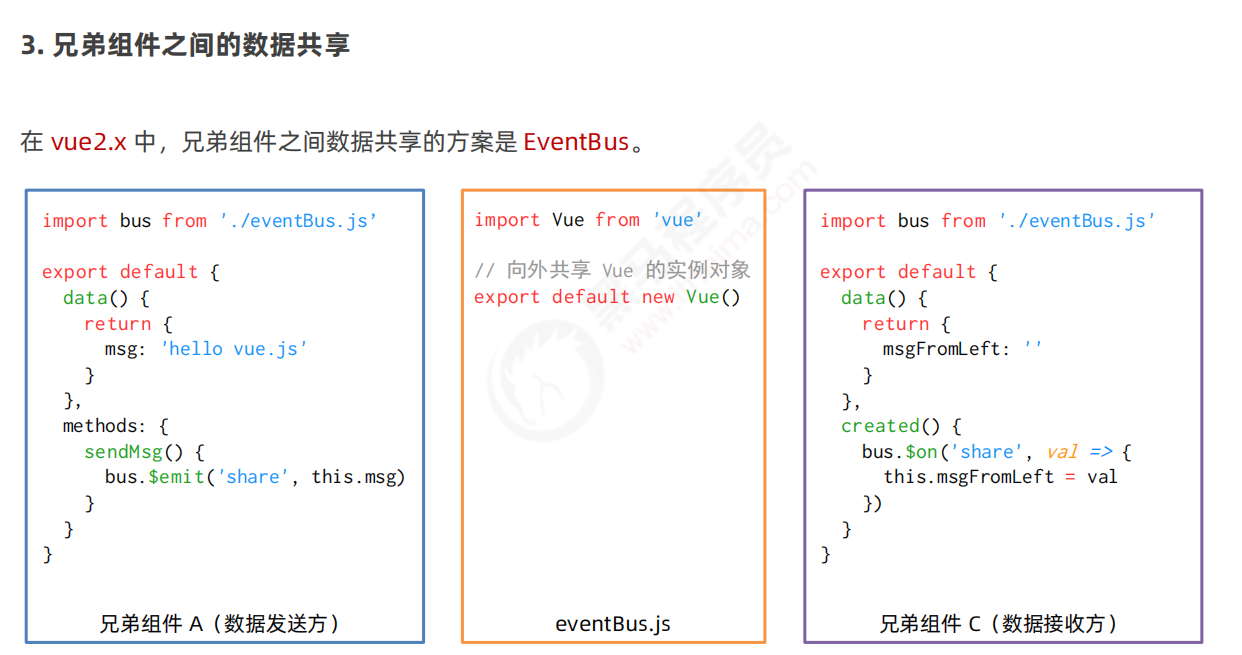 3. 兄弟组件之间的数据共享
在 vue2.x 中，兄弟组件之间数据共享的方案是 EventBus。
import bus from './eventBus.js’
export default {
data() {
return {
msg: 'hello vue.js'
}
},
methods: {
sendMsg() {
bus.$emit('share', this.msg)
}
}
}
兄弟组件 A（数据发送方）
import Vue from 'vue'
// 向外共享 Vue 的实例对象
export default new Vue()
eventBus.js
import bus from './eventBus.js'
export default {
data() {
return {
msgFromLeft: ''
}
},
created() {
bus.$on('share', val => {
this.msgFromLeft = val
})
}
}
兄弟组件 C（数据接收方）
黑马程序员